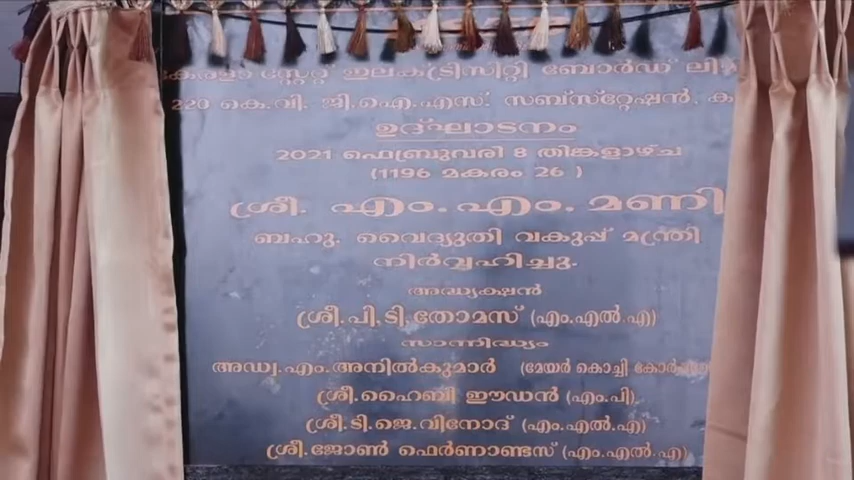 കേരളാ സ്റ്റേറ്റ് ഇലക്ട്രിസിറ്റി ബോർഡ് ലി
220 കെ.വി. ജി.ഐ.എസ്. സബ്സ്റ്റേഷൻ,
ഉദ്ഘാടനം
2021 ഫെബ്രുവരി 8 തിങ്കളാഴ്ച
(1196 മകരം 26)
ശ്രീ. എം.എം. മണി
ബഹു. വൈദ്യുതി വകുപ്പ് മന്ത്രി
നിർവ്വഹിച്ചു.
അദ്ധ്യക്ഷൻ
ശ്രീ.പി.ടി.തോമസ് (എം.എൽ.എ)
സാന്നിദ്ധ്യം
അഡ്വ.എം.അനിൽകുമാർ (മേയർ കൊച്ചി കോർപ
ശ്രീ.ഹൈബി ഈഡൻ (എം.പി.)
ശ്രീ.ടി.ജെ.വിനോദ് (എം.എൽ.എ)
ശ്രീ.ജോൺ ഫെർണാണ്ടസ് (എം.എൽ.എ)